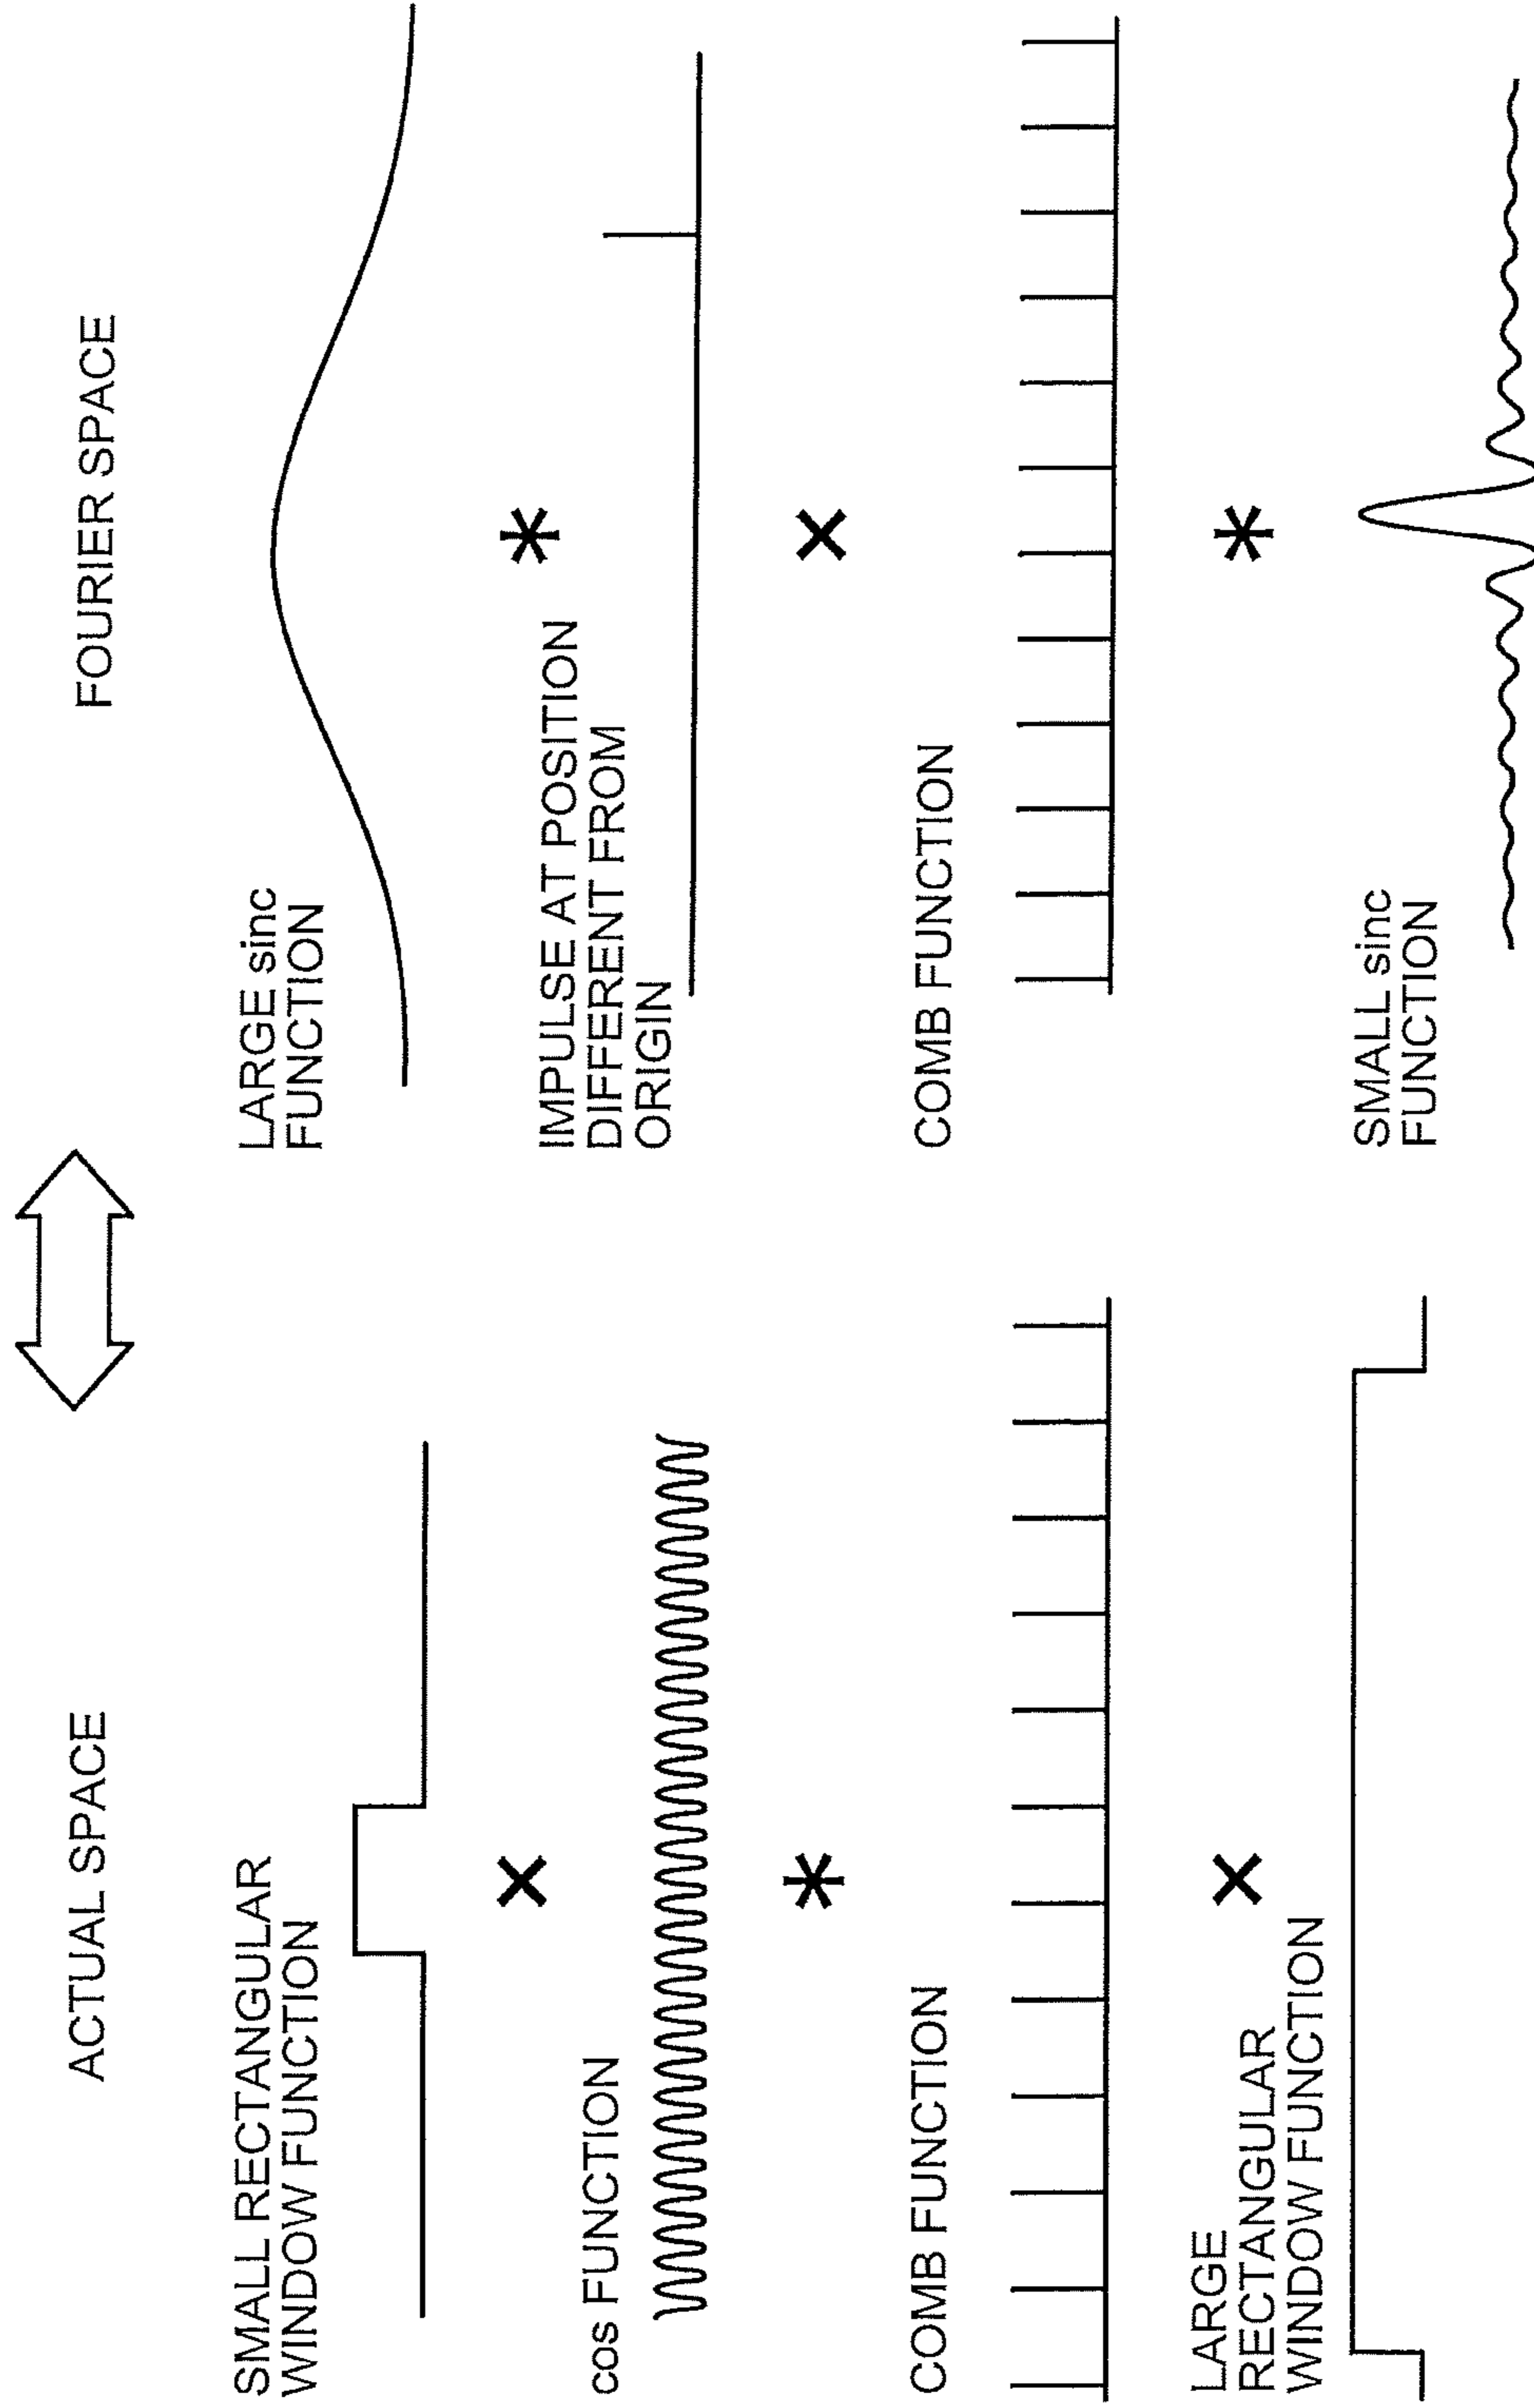 ACTUAL SPACE
FOURIER SPACE
SMALL RECTANGULAR
WINDOW FUNCTION
LARGE sinc
FUNCTION
×
*
cos FUNCTION
IMPULSE AT POSITION
DIFFERENT FROM
ORIGIN
*
×
COMB FUNCTION
COMB FUNCTION
×
*
LARGE
RECTANGULAR
WINDOW FUNCTION
SMALL sinc
FUNCTION